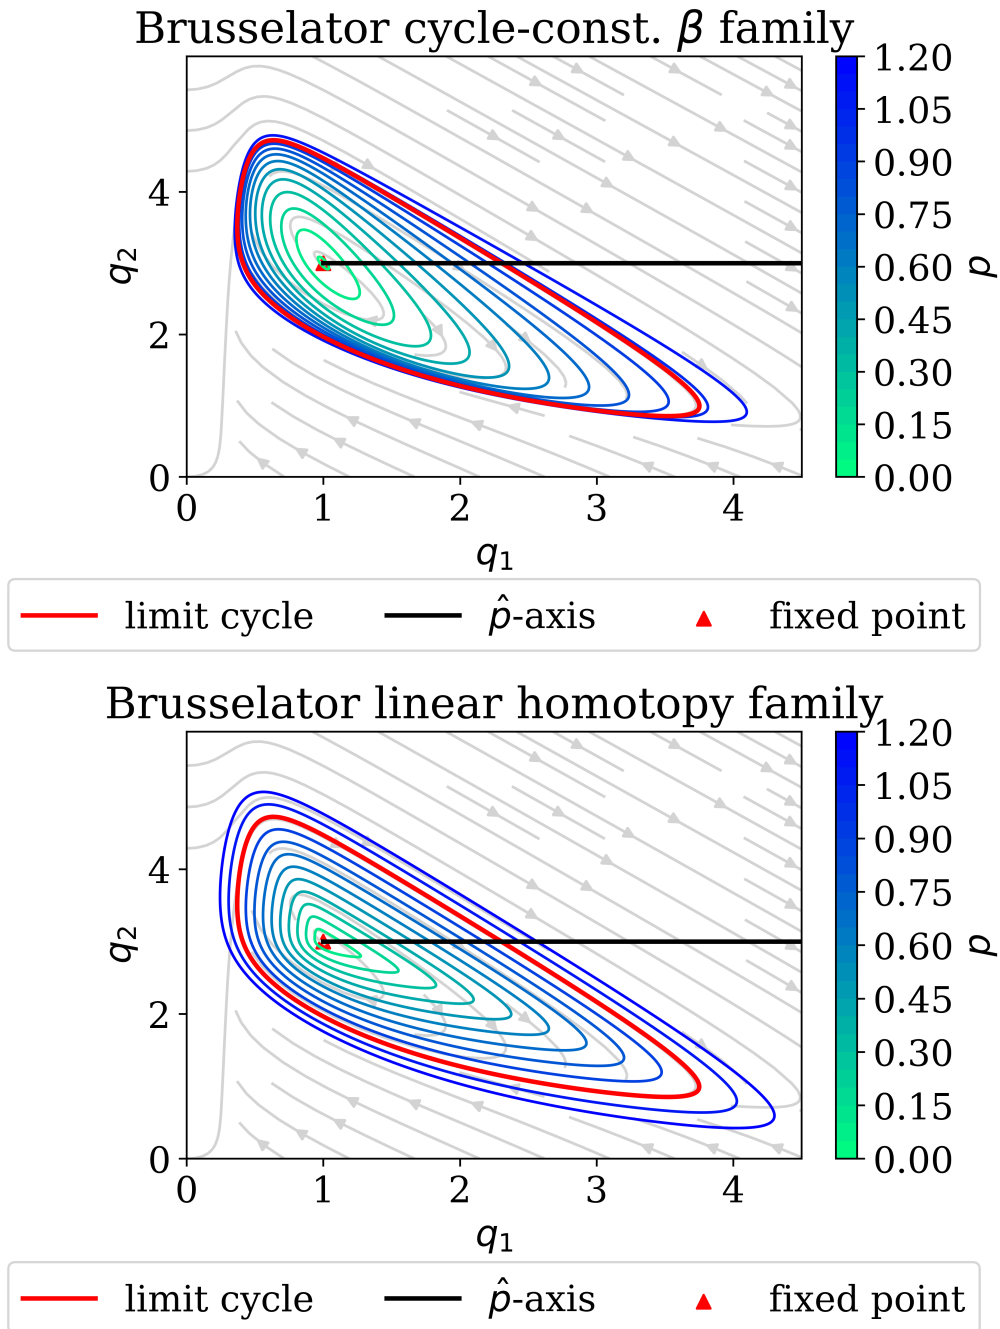 Brusselator cycle-const. β family
q₂
4
2
0
0 1 2 3 4
q₁
1.20
1.05
0.90
0.75
0.60
0.45
0.30
0.15
0.00
p
limit cycle p̂-axis fixed point
Brusselator linear homotopy family
q₂
4
2
0
0 1 2 3 4
q₁
1.20
1.05
0.90
0.75
0.60
0.45
0.30
0.15
0.00
p
limit cycle p̂-axis fixed point